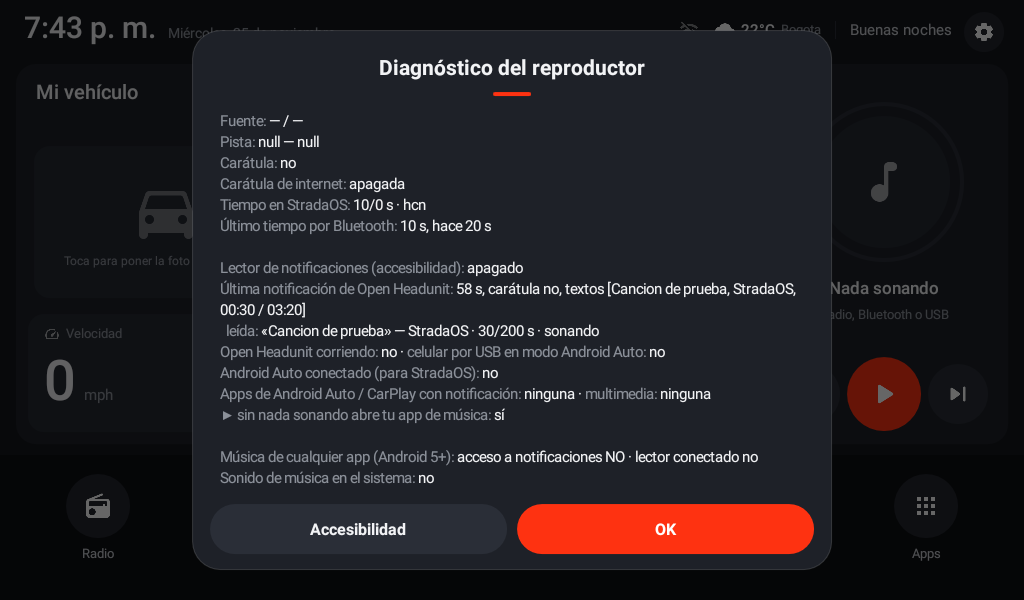 7:43 p. m.
22°C
Bogota
Buenas noches
Mi vehículo
Toca para poner la foto
Velocidad
0 mph
Diagnóstico del reproductor
Fuente: — / —
Pista: null — null
Carátula: no
Carátula de internet: apagada
Tiempo en StradaOS: 10/0 s · hcn
Último tiempo por Bluetooth: 10 s, hace 20 s
Lector de notificaciones (accesibilidad): apagado
Última notificación de Open Headunit: 58 s, carátula no, textos [Cancion de prueba, StradaOS,
00:30 / 03:20]
leída: «Cancion de prueba» — StradaOS · 30/200 s · sonando
Open Headunit corriendo: no · celular por USB en modo Android Auto: no
Android Auto conectado (para StradaOS): no
Apps de Android Auto / CarPlay con notificación: ninguna · multimedia: ninguna
► sin nada sonando abre tu app de música: sí
Música de cualquier app (Android 5+): acceso a notificaciones NO · lector conectado no
Sonido de música en el sistema: no
Accesibilidad
OK
Nada sonando
Bluetooth o USB
Radio
Apps